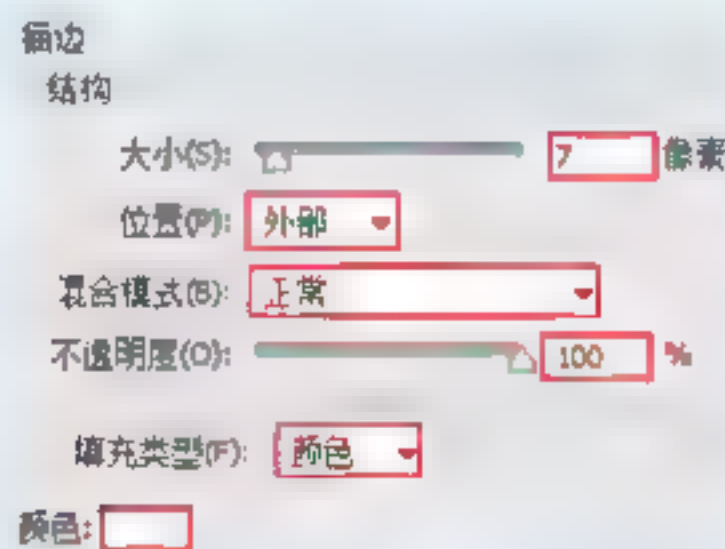 描边
结构
大小(S): 7 像素
位置(P): 外部
混合模式(B): 正常
不透明度(O): 100 %
填充类型(F): 颜色
颜色: